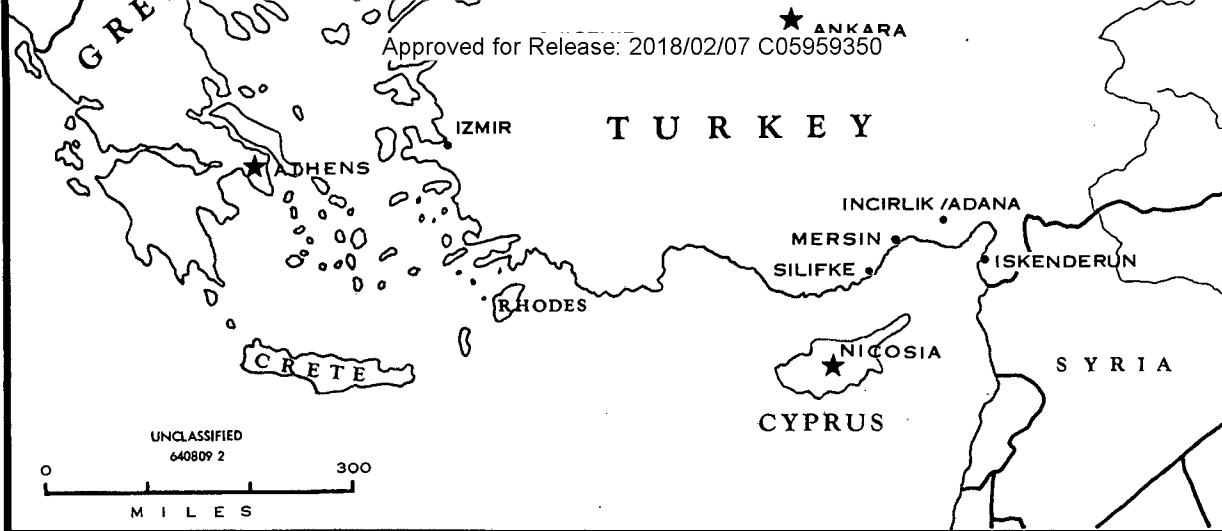 GRE
ANKARA
Approved for Release: 2018/02/07 C05959350
IZMIR
TURKEY
ATHENS
INCIRLIK/ADANA
MERSIN
SILIFKE
ISKENDERUN
RHODES
NICOSIA
SYRIA
CRETE
CYPRUS
UNCLASSIFIED
640809 2
0 300
MILES